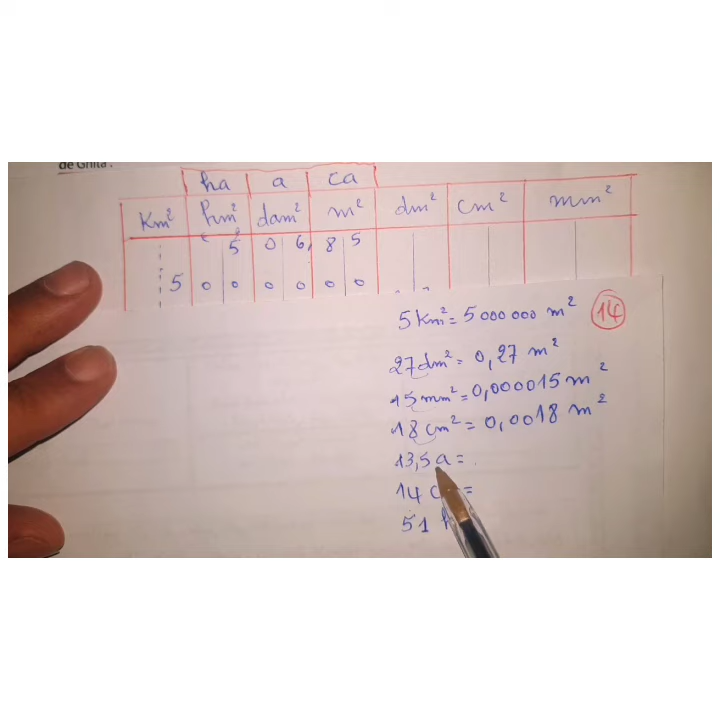 de Ghita.
ha a ca
Km² hm² dam² m² dm² cm² mm²
5 0 6, 8 5
5 0 0 0 0 0 0
5 Km² = 5 000 000 m² 14
27 dm² = 0,27 m²
15 mm² = 0,000015 m²
18 cm² = 0,0018 m²
13,5 a =
14 c =
51 h